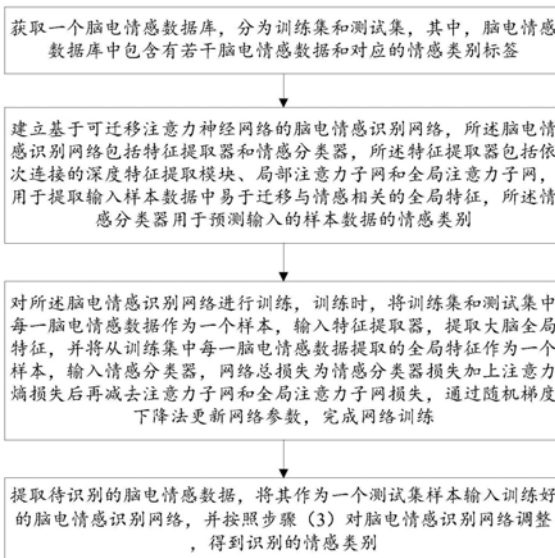 获取一个脑电情感数据库，分为训练集和测试集，其中，脑电情感
数据库中包含有若干脑电情感数据和对应的情感类别标签
建立基于可迁移注意力神经网络的脑电情感识别网络，所述脑电情
感识别网络包括特征提取器和情感分类器，所述特征提取器包括依
次连接的深度特征提取模块、局部注意力子网和全局注意力子网，
用于提取输入样本数据中易于迁移与情感相关的全局特征，所述情
感分类器用于预测输入的样本数据的情感类别
对所述脑电情感识别网络进行训练，训练时，将训练集和测试集中
每一脑电情感数据作为一个样本，输入特征提取器，提取大脑全局
特征，并将从训练集中每一脑电情感数据提取的全局特征作为一个
样本，输入情感分类器，网络总损失为情感分类器损失加上注意力
熵损失后再减去注意力子网和全局注意力子网损失，通过随机梯度
下降法更新网络参数，完成网络训练
提取待识别的脑电情感数据，将其作为一个测试集样本输入训练好
的脑电情感识别网络，并按照步骤（3）对脑电情感识别网络调整
，得到识别的情感类别